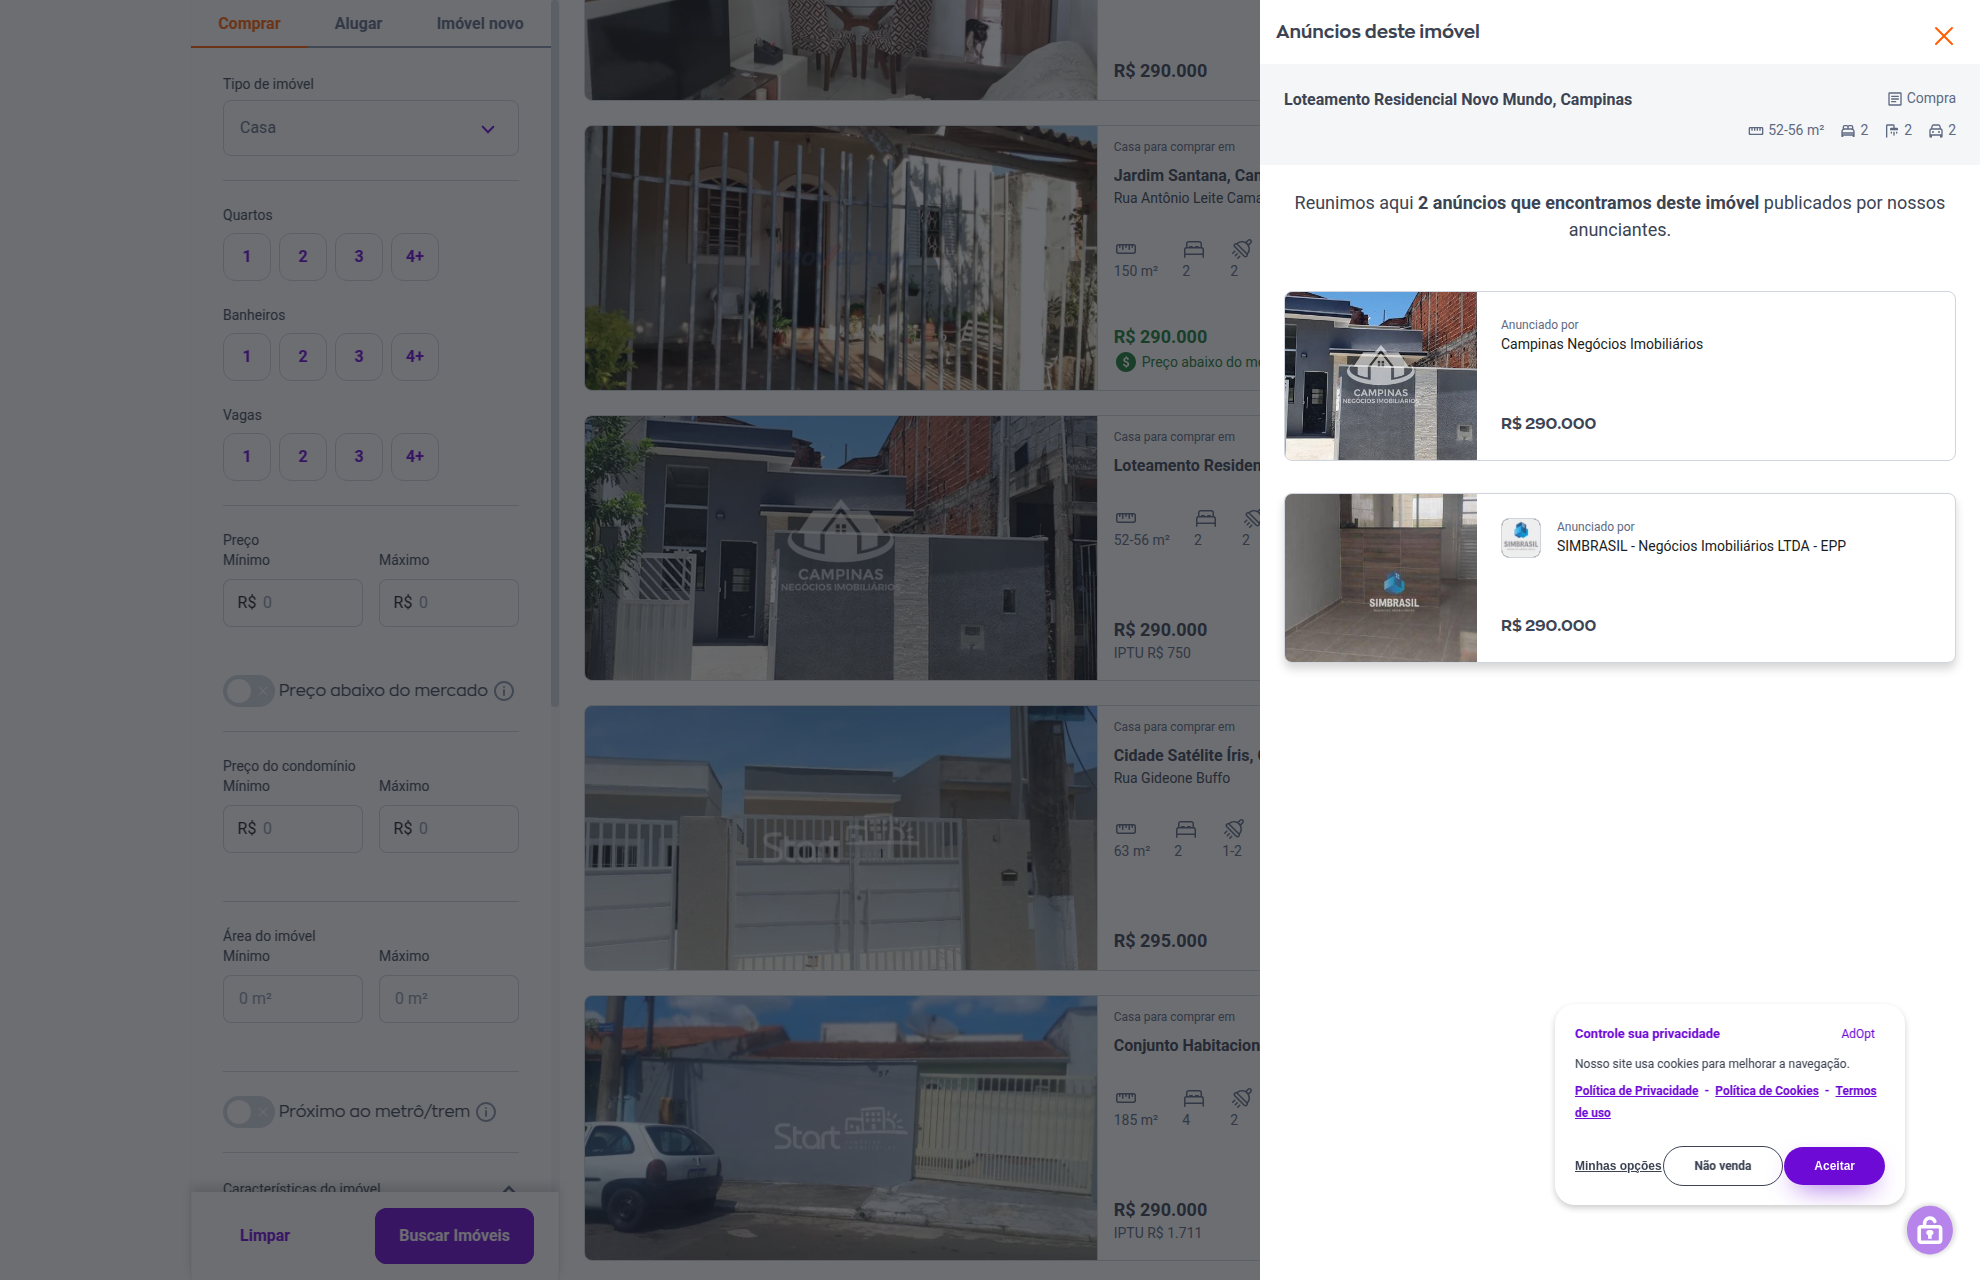 Comprar
Alugar
Imóvel novo
Tipo de imóvel
Casa
Quartos
1
2
3
4+
Banheiros
1
2
3
4+
Vagas
1
2
3
4+
Preço
Mínimo
Máximo
R$ 0
R$ 0
Preço abaixo do mercado
Preço do condomínio
Mínimo
Máximo
R$ 0
R$ 0
Área do imóvel
Mínimo
Máximo
0 m²
0 m²
Próximo ao metrô/trem
Características do imóvel
Limpar
Buscar Imóveis
R$ 290.000
Casa para comprar em
Jardim Santana, Cam
Rua Antônio Leite Cama
150 m²
2
2
R$ 290.000
Preço abaixo do me
CAMPINAS
NEGÓCIOS IMOBILIÁRIOS
Casa para comprar em
Loteamento Residen
52-56 m²
2
2
R$ 290.000
IPTU R$ 750
Start
Casa para comprar em
Cidade Satélite Íris,
Rua Gideone Buffo
63 m²
2
1-2
R$ 295.000
Start
Casa para comprar em
Conjunto Habitacion
185 m²
4
2
R$ 290.000
IPTU R$ 1.711
Anúncios deste imóvel
Loteamento Residencial Novo Mundo, Campinas
Compra
52-56 m²
2
2
2
Reunimos aqui 2 anúncios que encontramos deste imóvel publicados por nossos
anunciantes.
CAMPINAS
NEGÓCIOS IMOBILIÁRIOS
Anunciado por
Campinas Negócios Imobiliários
R$ 290.000
SIMBRASIL
SIMBRASIL
Anunciado por
SIMBRASIL - Negócios Imobiliários LTDA - EPP
R$ 290.000
Controle sua privacidade
AdOpt
Nosso site usa cookies para melhorar a navegação.
Política de Privacidade - Política de Cookies - Termos
de uso
Minhas opções
Não venda
Aceitar